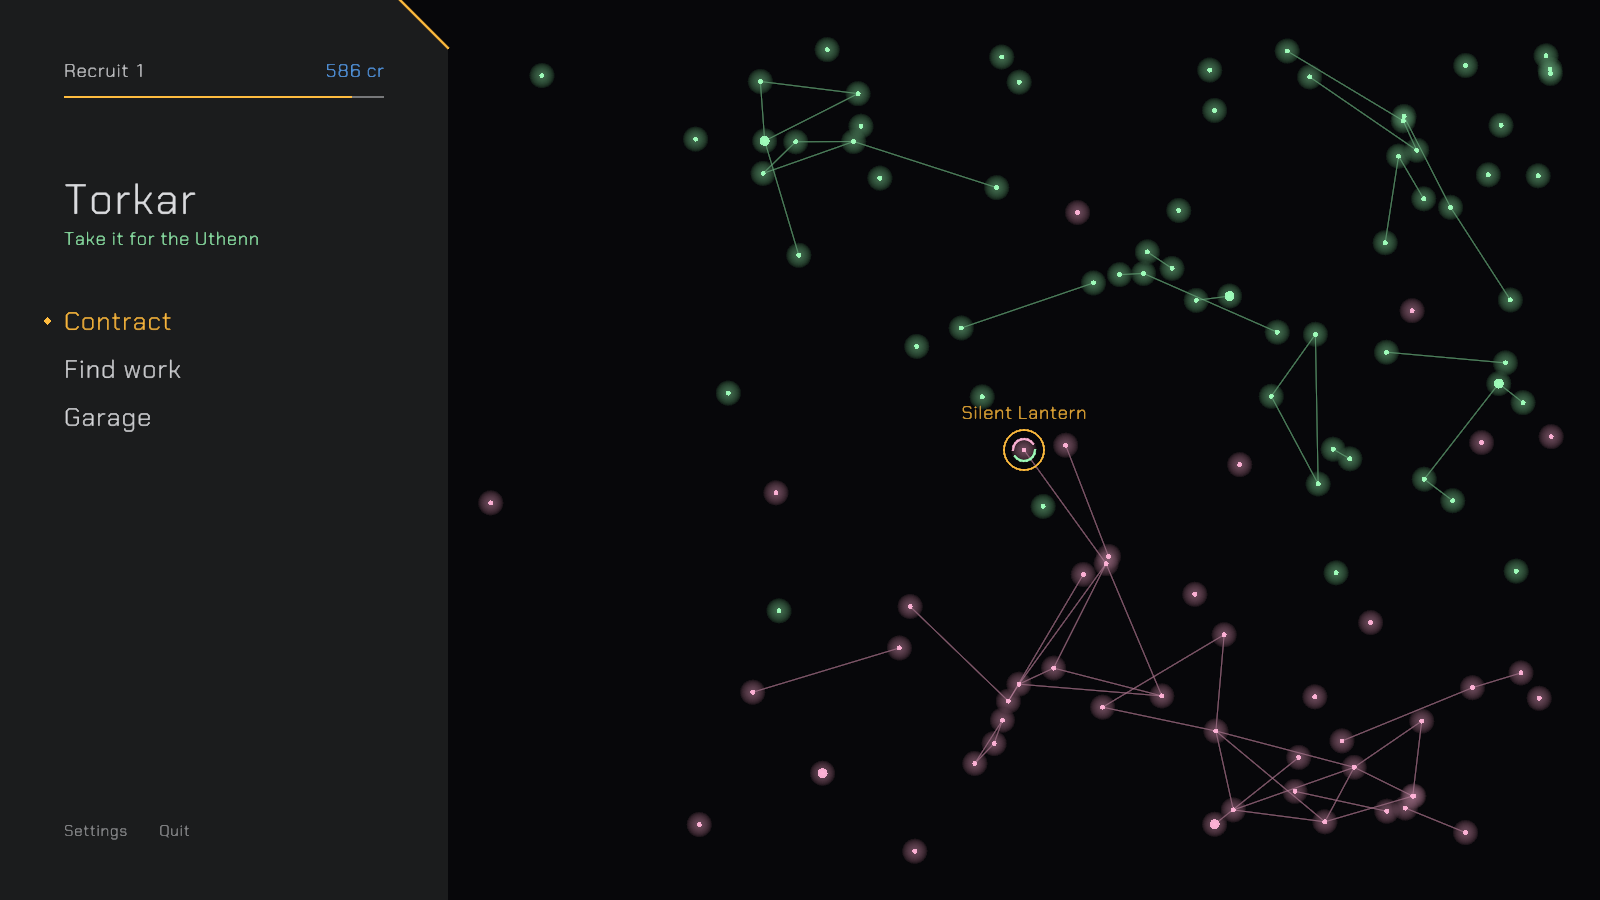 Recruit 1
586 cr
Torkar
Take it for the Uthenn
Contract
Find work
Garage
Silent Lantern
Settings
Quit